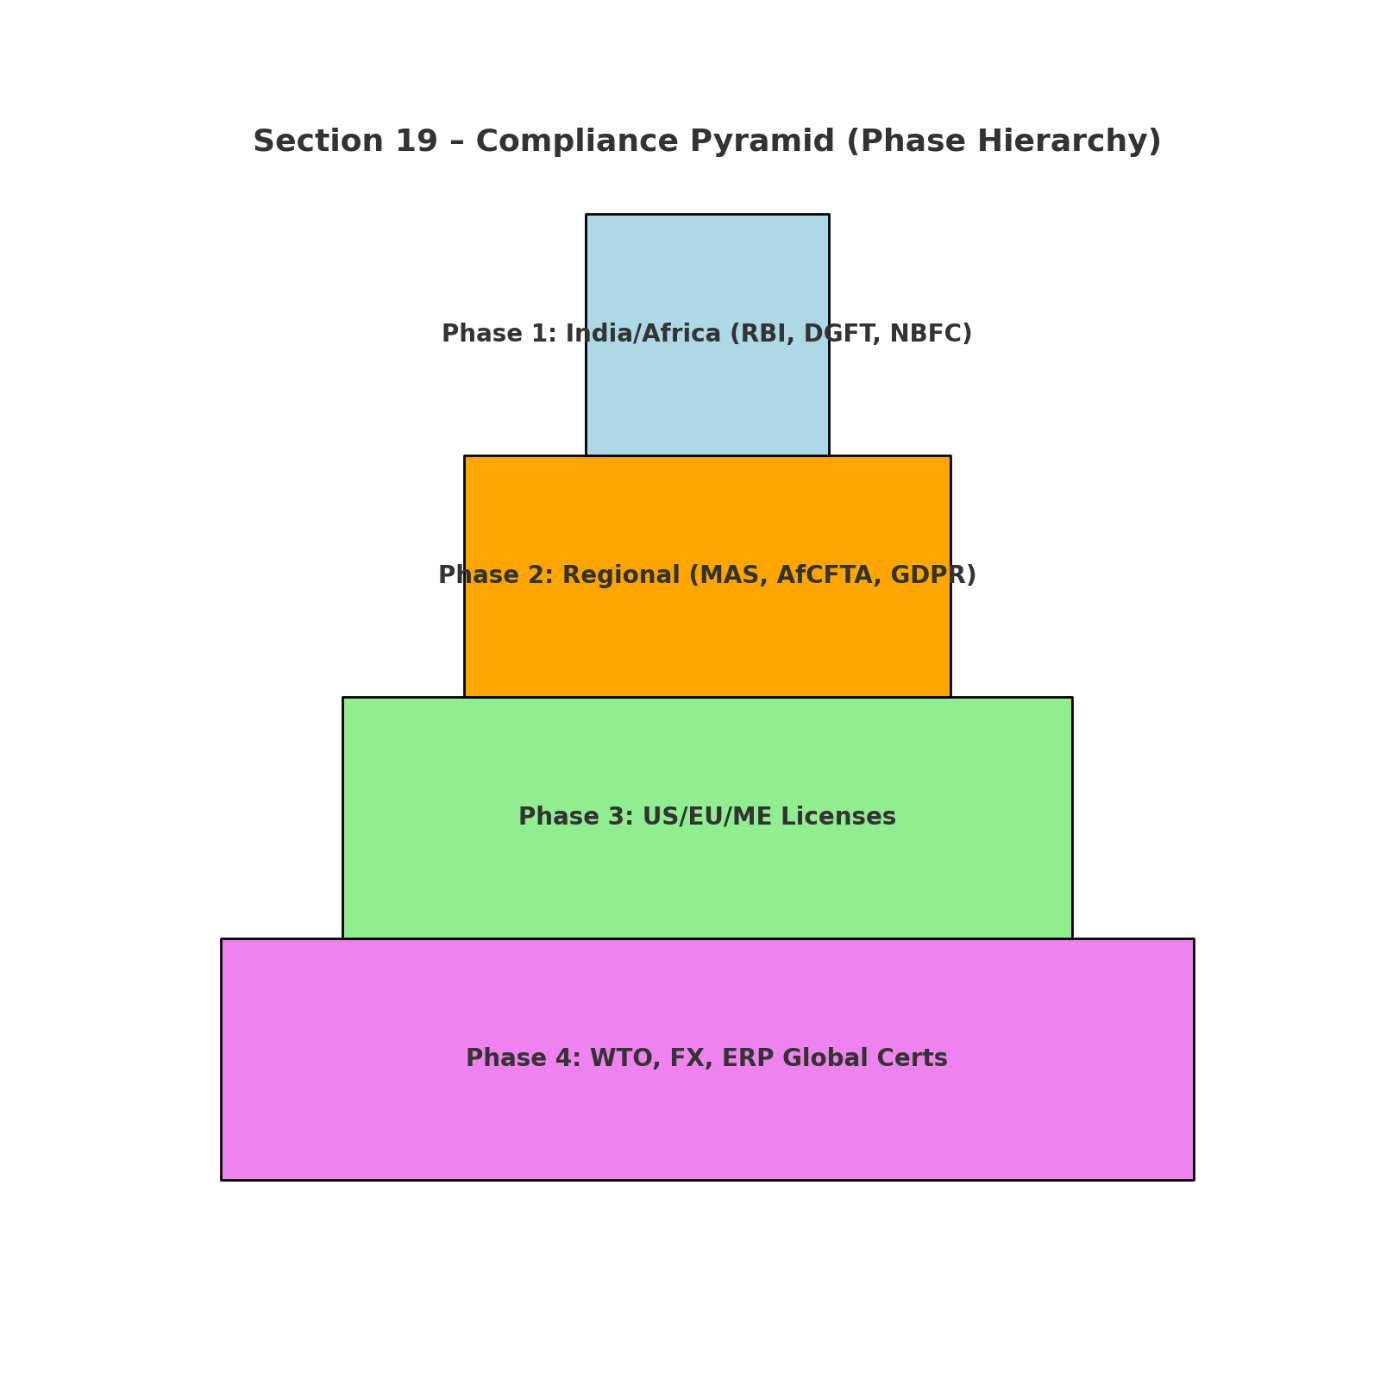 Section 19 – Compliance Pyramid (Phase Hierarchy)
Phase 1: India/Africa (RBI, DGFT, NBFC)
Phase 2: Regional (MAS, AfCFTA, GDPR)
Phase 3: US/EU/ME Licenses
Phase 4: WTO, FX, ERP Global Certs